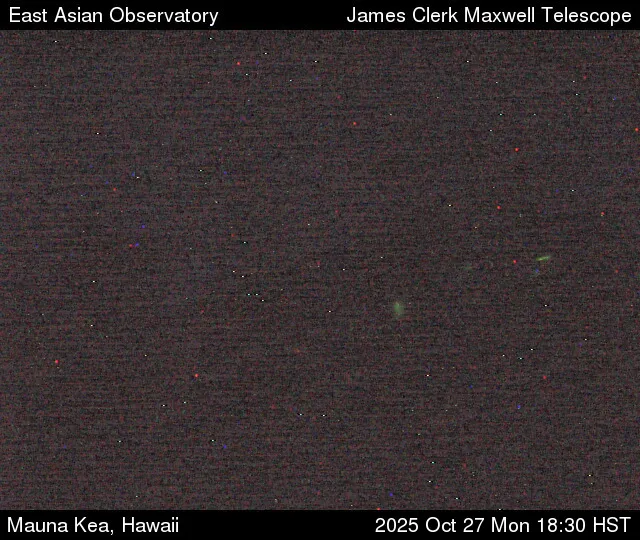 East Asian Observatory
James Clerk Maxwell Telescope
Mauna Kea, Hawaii
2025 Oct 27 Mon 18:30 HST